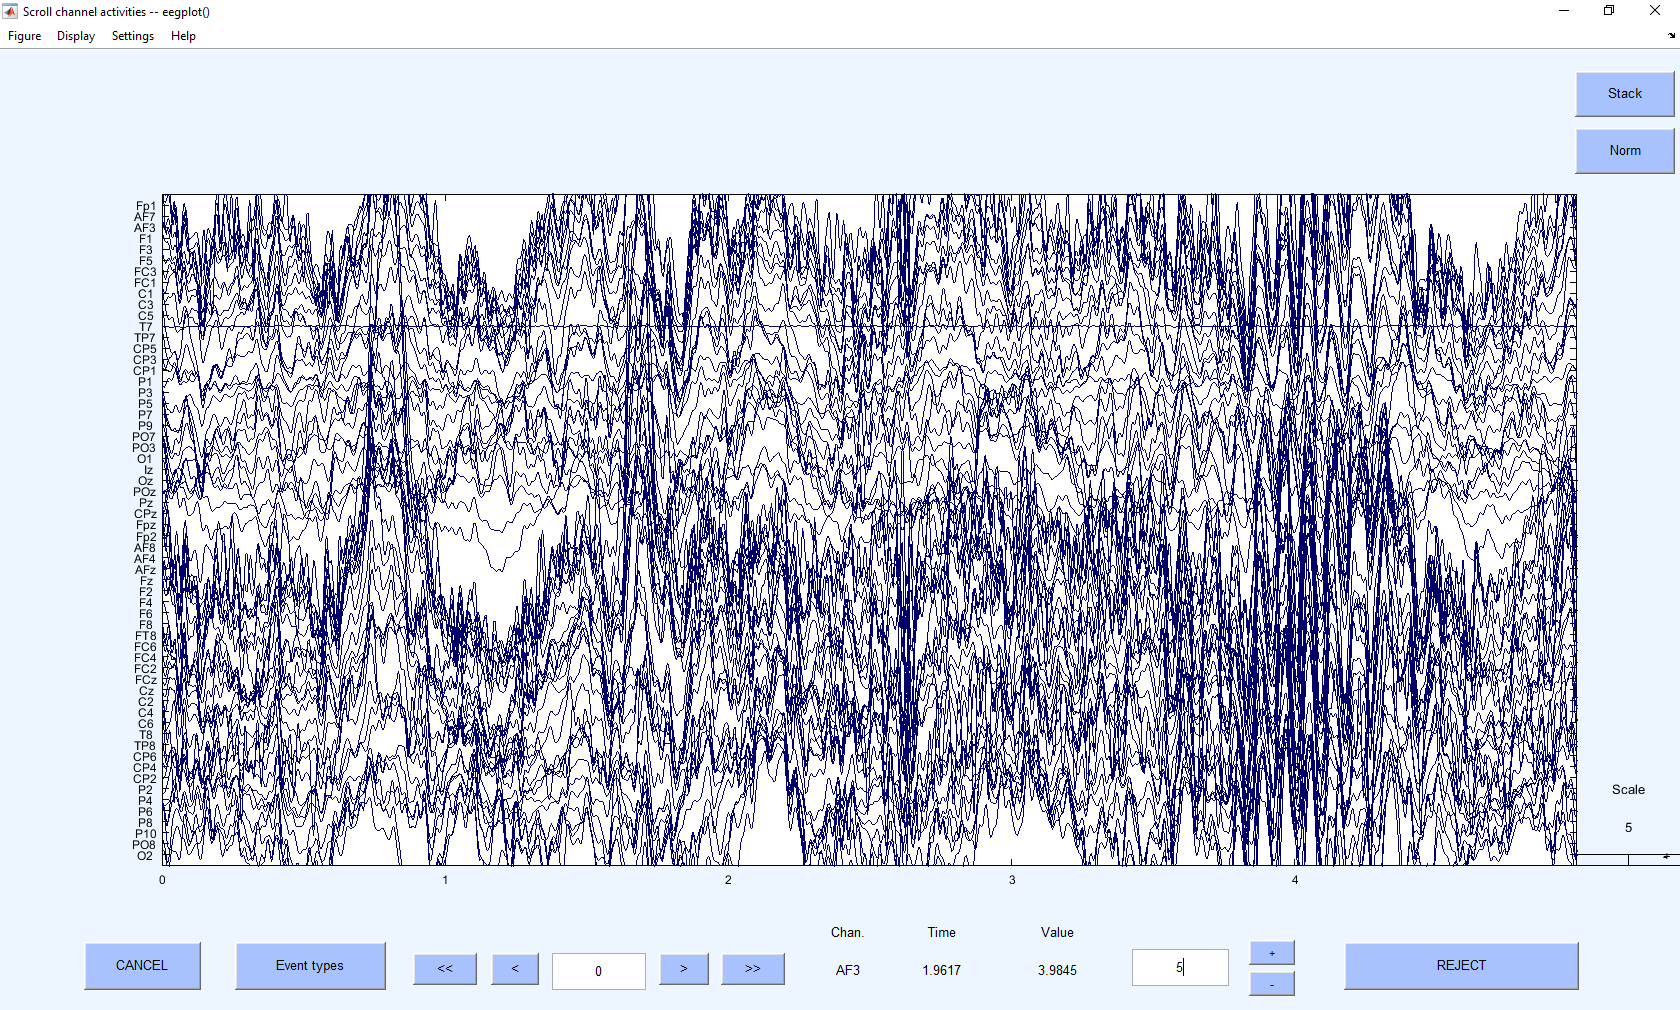 Scroll channel activities -- eegplot()
Figure Display Settings Help
Stack
Norm
Fp1
AF7
AF3
F1
F3
F5
FC3
FC1
C1
C3
C5
T7
TP7
CP5
CP3
CP1
P1
P3
P5
P7
P9
PO7
PO3
O1
Iz
Oz
POz
Pz
CPz
Fpz
Fp2
AF8
AF4
AFz
Fz
F2
F4
F6
F8
FT8
FC6
FC4
FC2
FCz
Cz
C2
C4
C6
T8
TP8
CP6
CP4
CP2
P2
P4
P6
P8
P10
PO8
O2
Scale
5
0 1 2 3 4
Chan. Time Value
CANCEL Event types << < 0 > >> AF3 1.9617 3.9845 5 + - REJECT